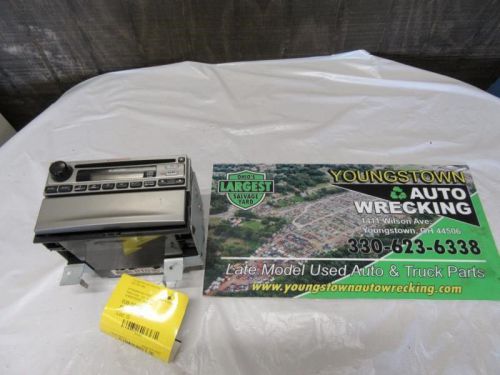 OHIO'S
LARGEST
SALVAGE
YARD
YOUNGSTOWN
AUTO
WRECKING
1411 Wilson Ave.
Youngstown, OH 44506
330-623-6338
Late Model Used Auto & Truck Parts
www.youngstownautowrecking.com